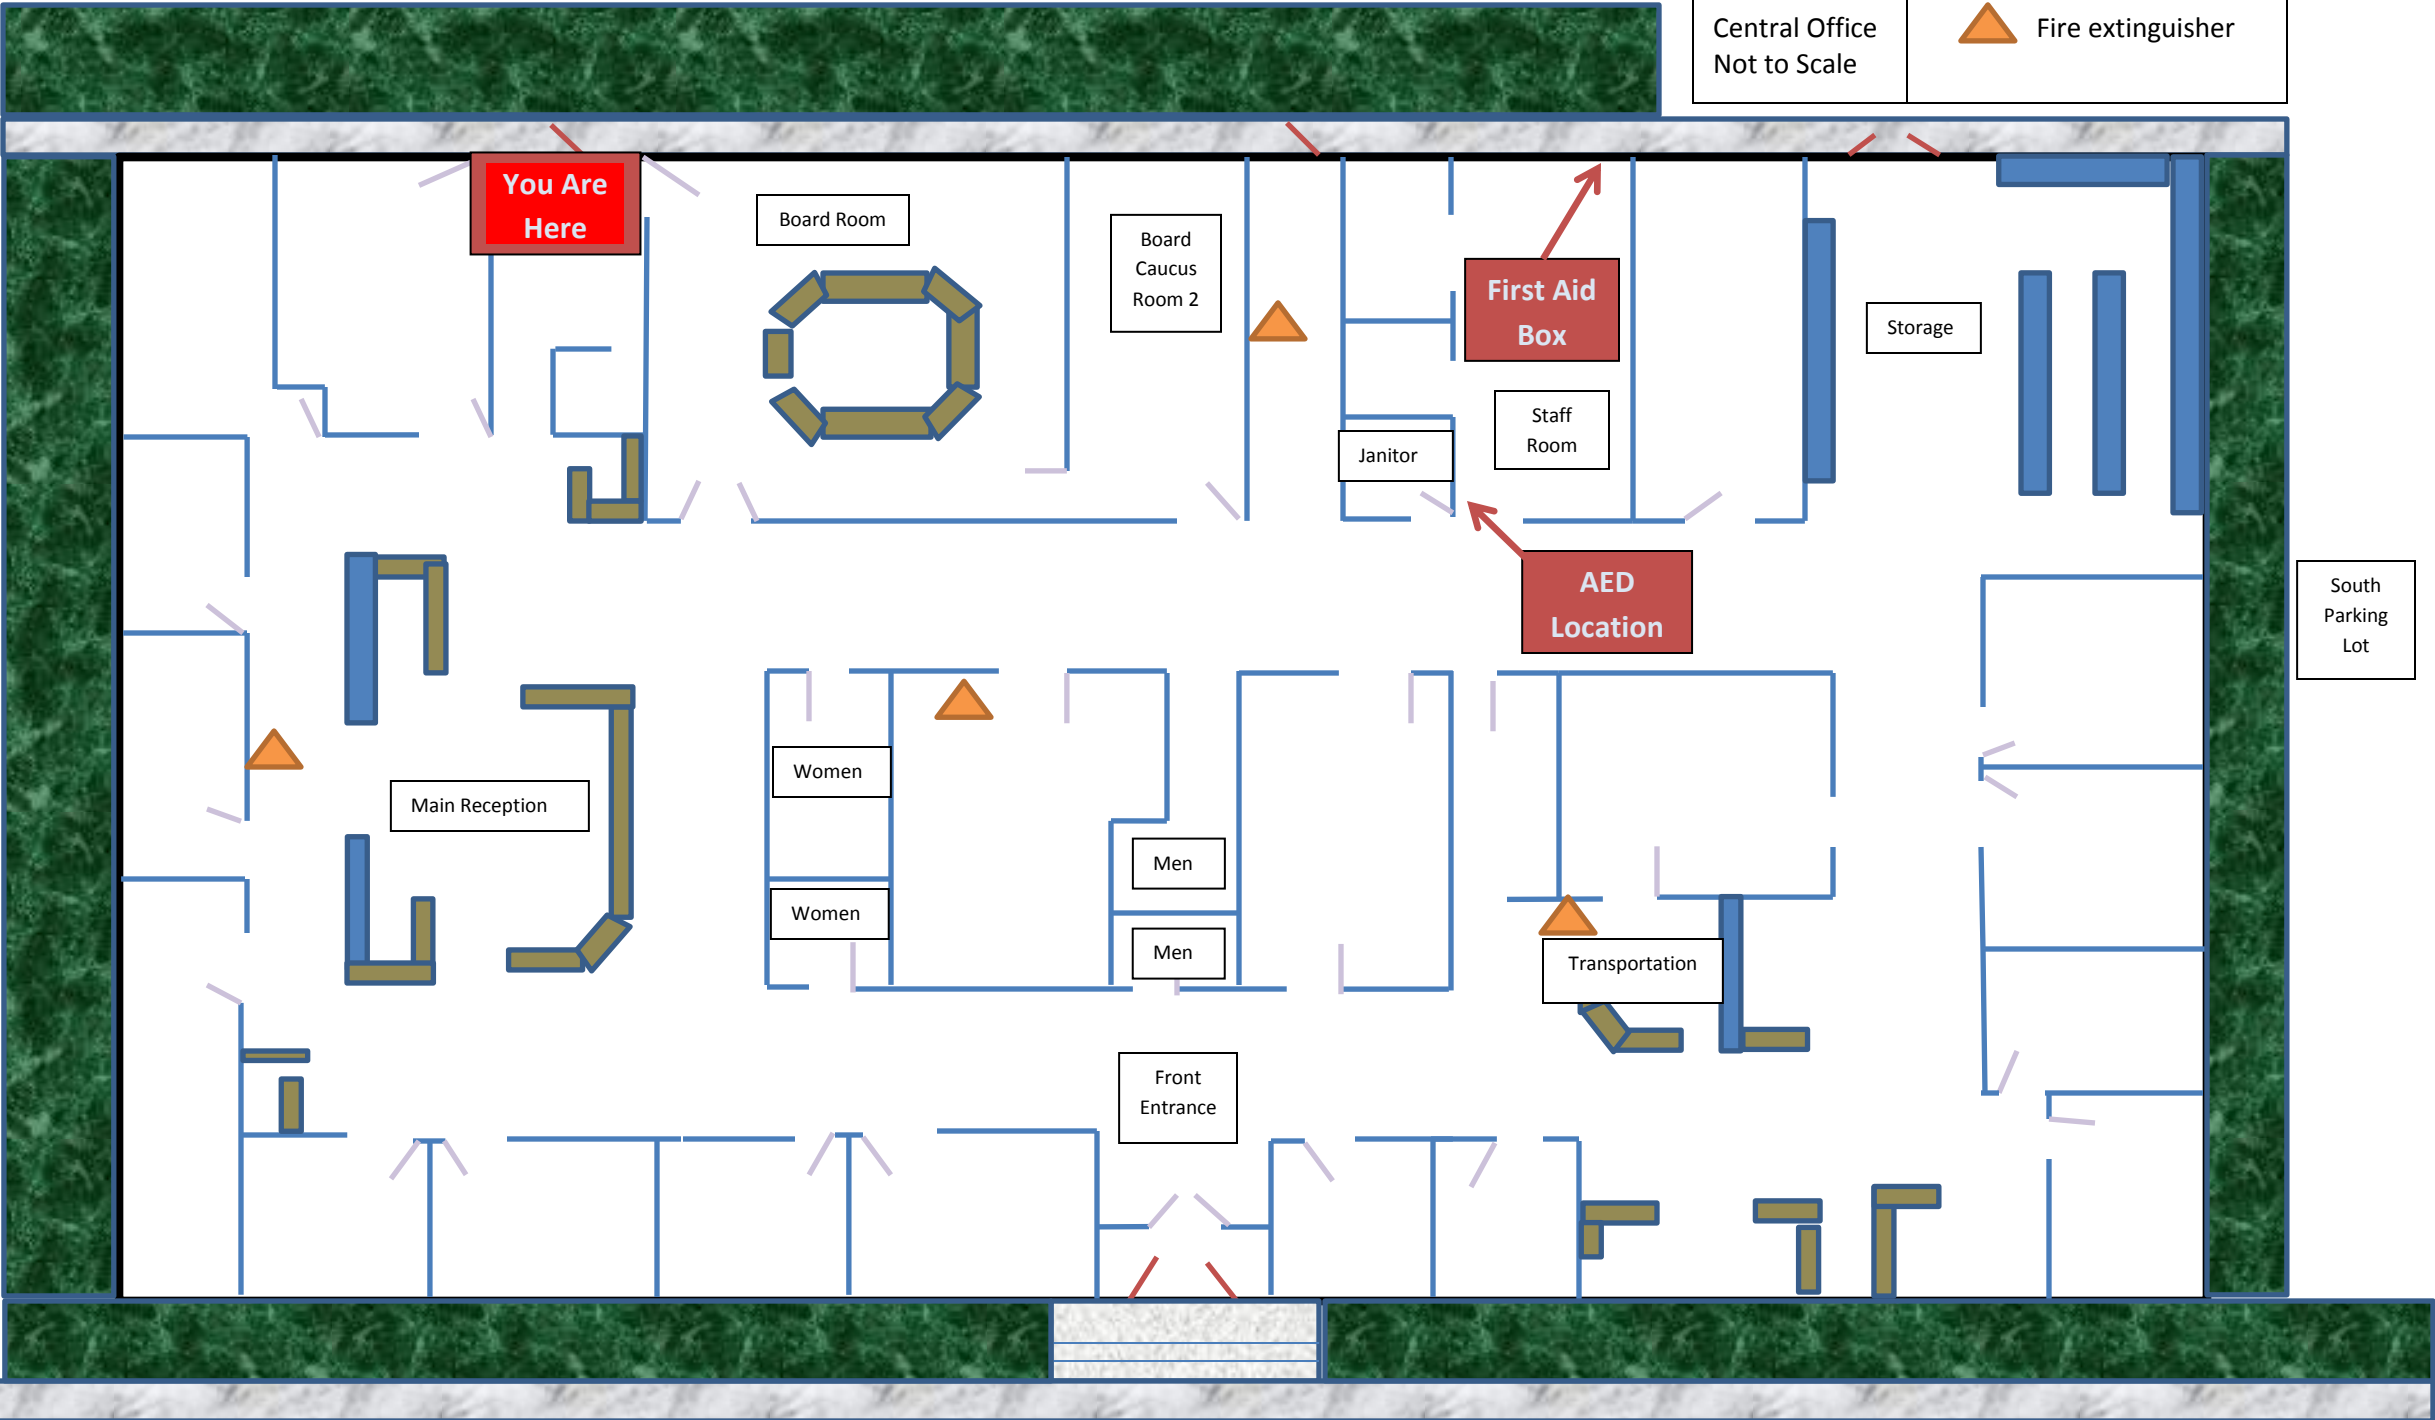 Central Office
Not to Scale
Fire extinguisher
You Are
Here
Board Room
Board
Caucus
Room 2
First Aid
Box
Storage
Staff
Room
Janitor
AED
Location
South
Parking
Lot
Women
Main Reception
Men
Women
Men
Transportation
Front
Entrance